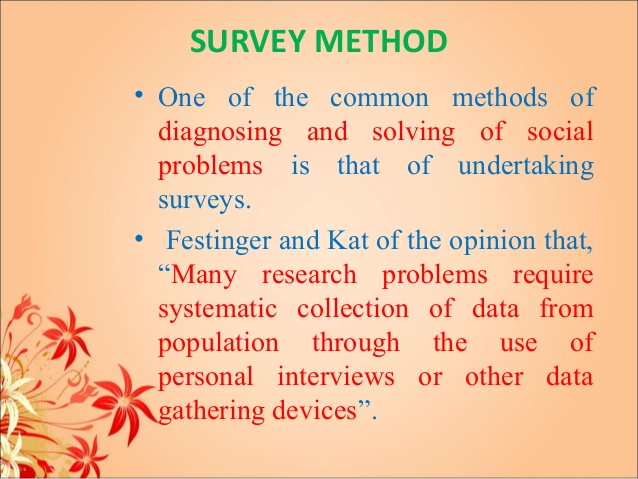 SURVEY METHOD
• One of the common methods of
diagnosing and solving of social
problems is that of undertaking
surveys.
• Festinger and Kat of the opinion that,
“Many research problems require
systematic collection of data from
population through the use of
personal interviews or other data
gathering devices”.